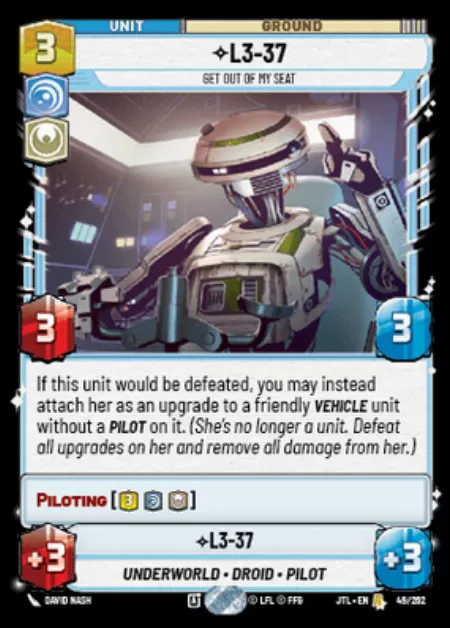 UNIT
GROUND
3
L3-37
GET OUT OF MY SEAT
3
3
If this unit would be defeated, you may instead
attach her as an upgrade to a friendly VEHICLE unit
without a PILOT on it. (She's no longer a unit. Defeat
all upgrades on her and remove all damage from her.)
PILOTING [3]
L3-37
+3
+3
UNDERWORLD • DROID • PILOT
DAVID NASH
A
© LFL © FFG
JTL • EN
49/262